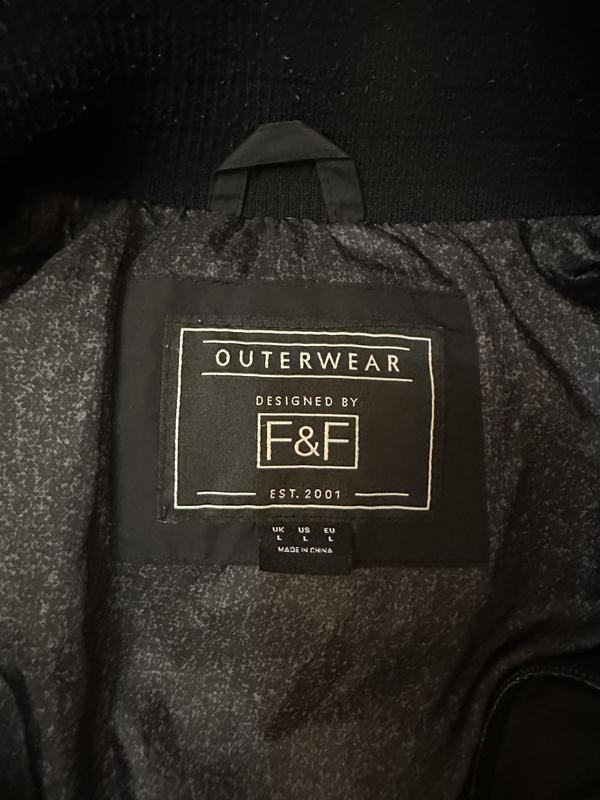 OUTERWEAR
DESIGNED BY
F&F
EST. 2001
UK US EU
L L L
MADE IN CHINA